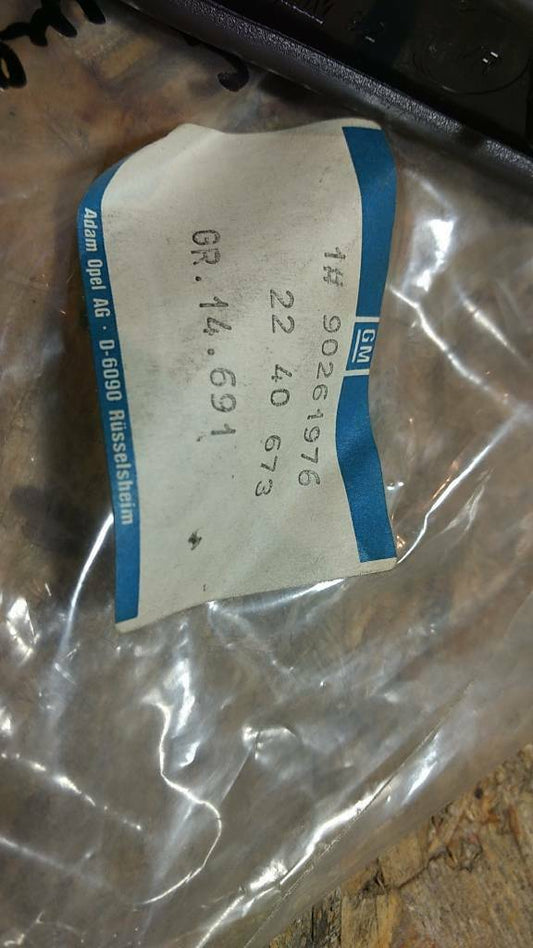 GM
1# 90261976
22 40 673
GR. 14.691
Adam Opel AG · D-6090 Rüsselsheim